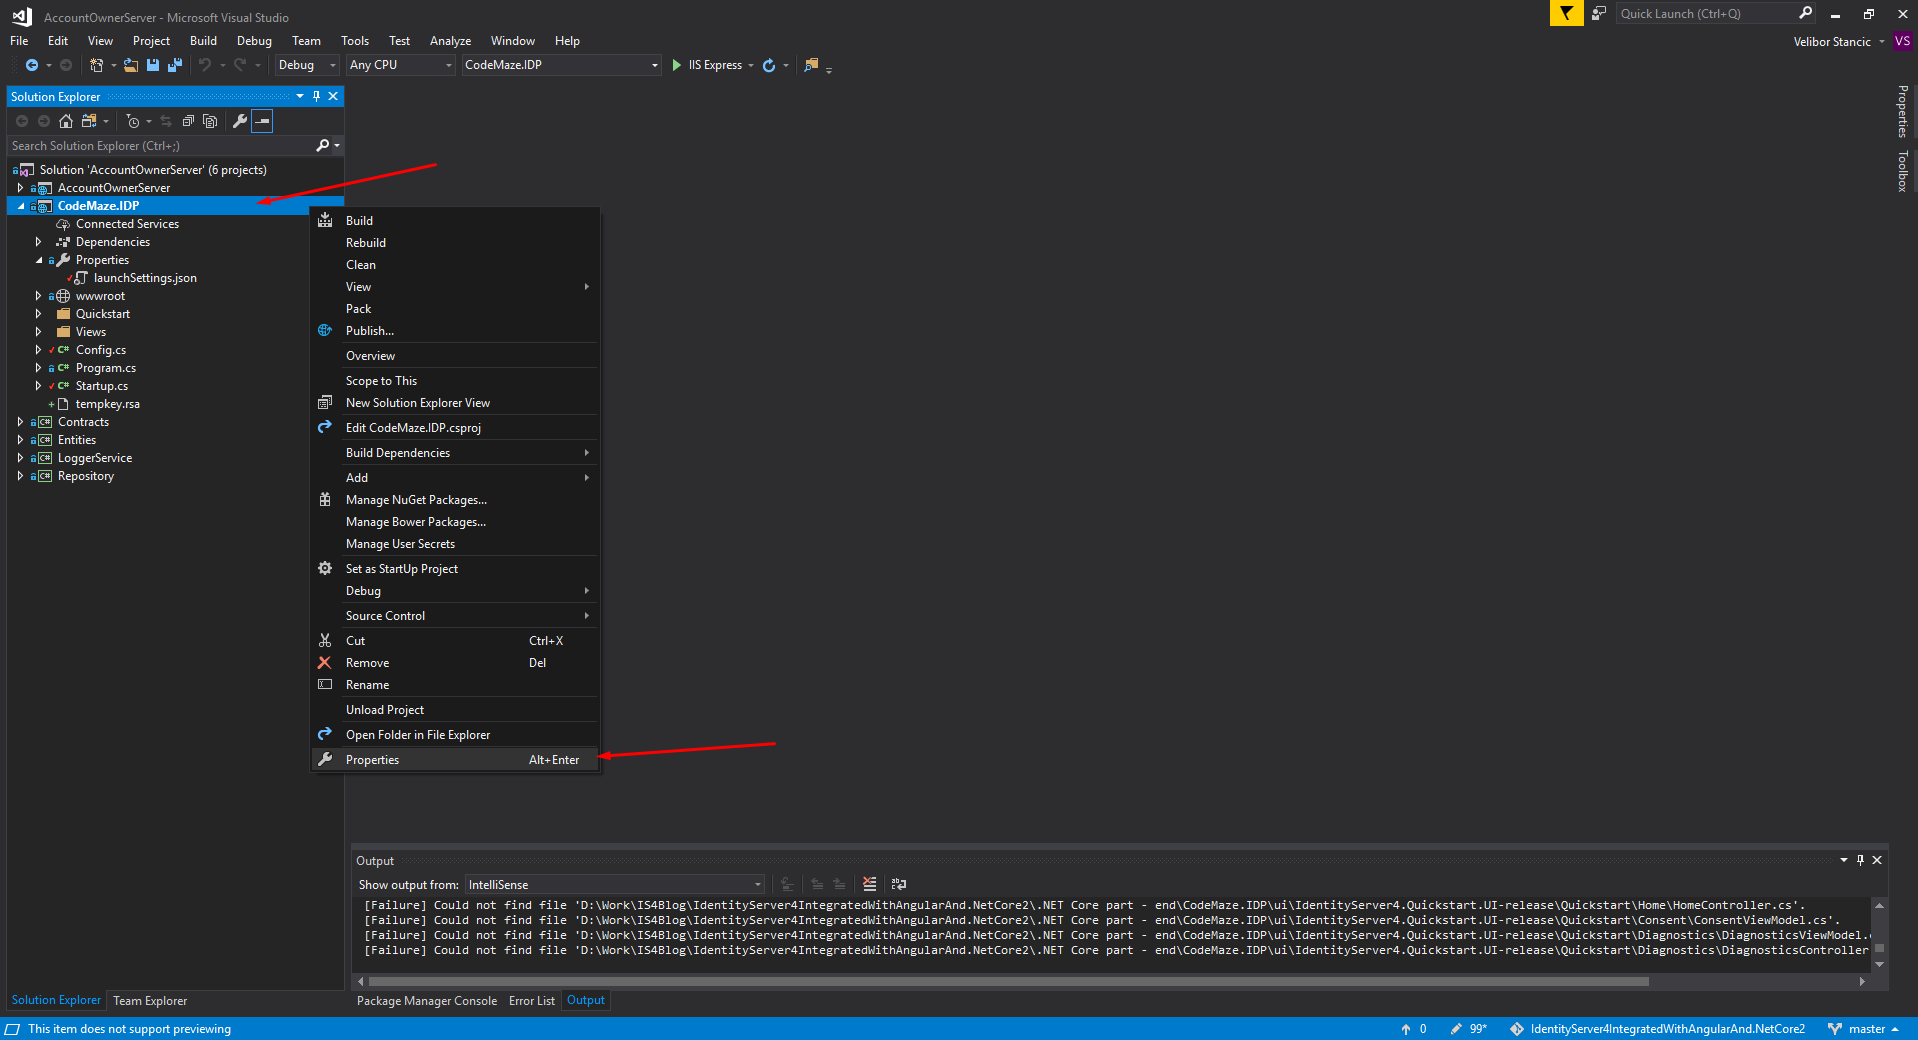 AccountOwnerServer - Microsoft Visual Studio
Quick Launch (Ctrl+Q)
File Edit View Project Build Debug Team Tools Test Analyze Window Help
Velibor Stancic VS
Debug Any CPU CodeMaze.IDP IIS Express
Solution Explorer
Search Solution Explorer (Ctrl+;)
Solution 'AccountOwnerServer' (6 projects)
AccountOwnerServer
CodeMaze.IDP
Connected Services
Dependencies
Properties
launchSettings.json
wwwroot
Quickstart
Views
C# Config.cs
C# Program.cs
C# Startup.cs
tempkey.rsa
C# Contracts
C# Entities
C# LoggerService
C# Repository
Build
Rebuild
Clean
View
Pack
Publish...
Overview
Scope to This
New Solution Explorer View
Edit CodeMaze.IDP.csproj
Build Dependencies
Add
Manage NuGet Packages...
Manage Bower Packages...
Manage User Secrets
Set as StartUp Project
Debug
Source Control
Cut Ctrl+X
Remove Del
Rename
Unload Project
Open Folder in File Explorer
Properties Alt+Enter
Properties
Toolbox
Output
Show output from: IntelliSense
[Failure] Could not find file 'D:\Work\IS4Blog\IdentityServer4IntegratedWithAngularAnd.NetCore2\.NET Core part - end\CodeMaze.IDP\ui\IdentityServer4.Quickstart.UI-release\Quickstart\Home\HomeController.cs'.
[Failure] Could not find file 'D:\Work\IS4Blog\IdentityServer4IntegratedWithAngularAnd.NetCore2\.NET Core part - end\CodeMaze.IDP\ui\IdentityServer4.Quickstart.UI-release\Quickstart\Consent\ConsentViewModel.cs'.
[Failure] Could not find file 'D:\Work\IS4Blog\IdentityServer4IntegratedWithAngularAnd.NetCore2\.NET Core part - end\CodeMaze.IDP\ui\IdentityServer4.Quickstart.UI-release\Quickstart\Diagnostics\DiagnosticsViewModel.
[Failure] Could not find file 'D:\Work\IS4Blog\IdentityServer4IntegratedWithAngularAnd.NetCore2\.NET Core part - end\CodeMaze.IDP\ui\IdentityServer4.Quickstart.UI-release\Quickstart\Diagnostics\DiagnosticsController
Solution Explorer Team Explorer
Package Manager Console Error List Output
This item does not support previewing
0 99* IdentityServer4IntegratedWithAngularAnd.NetCore2 master